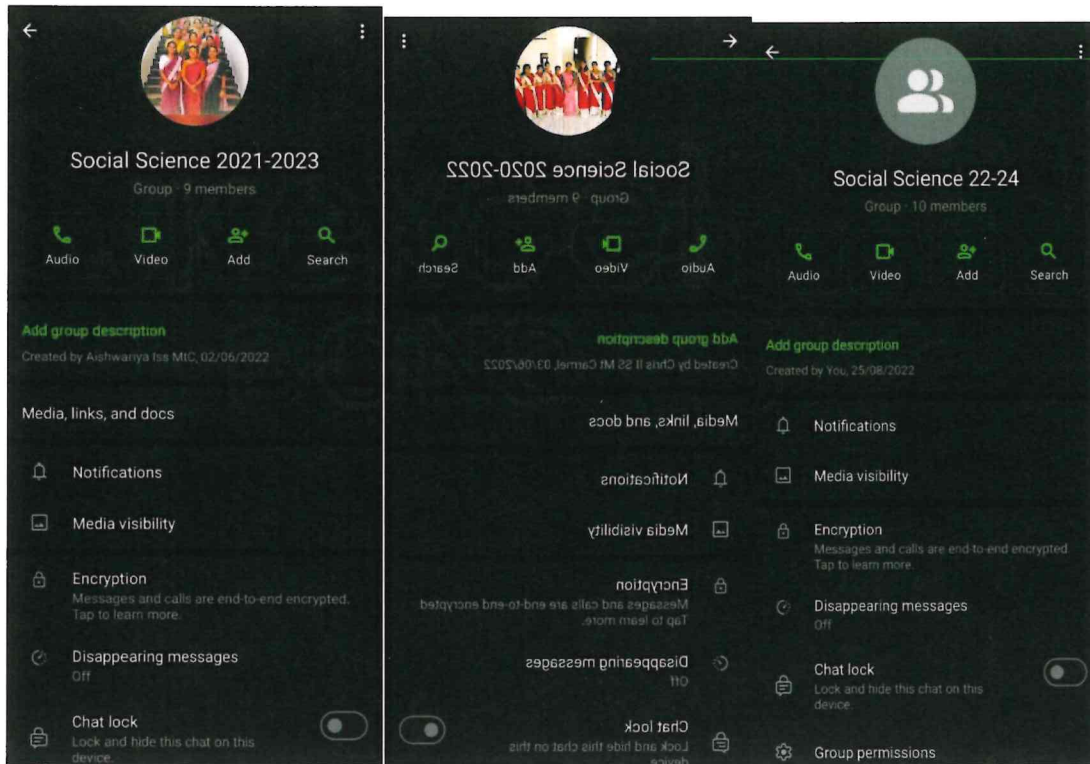 Social Science 2021-2023
Group · 9 members
Audio Video Add Search
Add group description
Created by Aishwariya Iss MtC, 02/06/2022
Media, links, and docs
Notifications
Media visibility
Encryption
Messages and calls are end-to-end encrypted.
Tap to learn more.
Disappearing messages
Off
Chat lock
Lock and hide this chat on this
device.
Social Science 2020-2022
Group · 9 members
Audio Video Add Search
Add group description
Created by Chris II SS Mt Carmel, 03/06/2022
Media, links, and docs
Notifications
Media visibility
Encryption
Messages and calls are end-to-end encrypted
Tap to learn more.
Disappearing messages
Off
Chat lock
Lock and hide this chat on this
device
Social Science 22-24
Group · 10 members
Audio Video Add Search
Add group description
Created by You, 25/08/2022
Notifications
Media visibility
Encryption
Messages and calls are end-to-end encrypted
Tap to learn more.
Disappearing messages
Off
Chat lock
Lock and hide this chat on this
device.
Group permissions